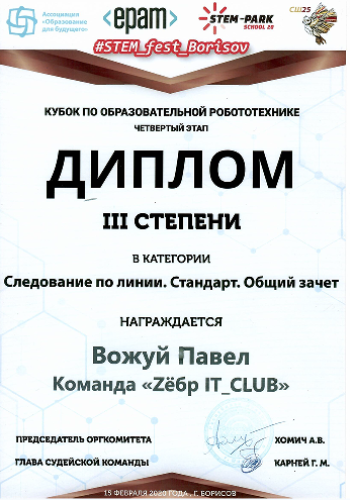 Ассоциация
«Образование
для будущего»
<epam>
STEM-PARK
SCHOOL 20
СШ25
#STEM_fest_Borisov
КУБОК ПО ОБРАЗОВАТЕЛЬНОЙ РОБОТОТЕХНИКЕ
ЧЕТВЕРТЫЙ ЭТАП
ДИПЛОМ
III СТЕПЕНИ
В КАТЕГОРИИ
Следование по линии. Стандарт. Общий зачет
НАГРАЖДАЕТСЯ
Вожуй Павел
Команда «Zёбр IT_CLUB»
ПРЕДСЕДАТЕЛЬ ОРГКОМИТЕТА ХОМИЧ А.В.
ГЛАВА СУДЕЙСКОЙ КОМАНДЫ КАРНЕЙ Г. М.
15 ФЕВРАЛЯ 2020 ГОДА, Г. БОРИСОВ